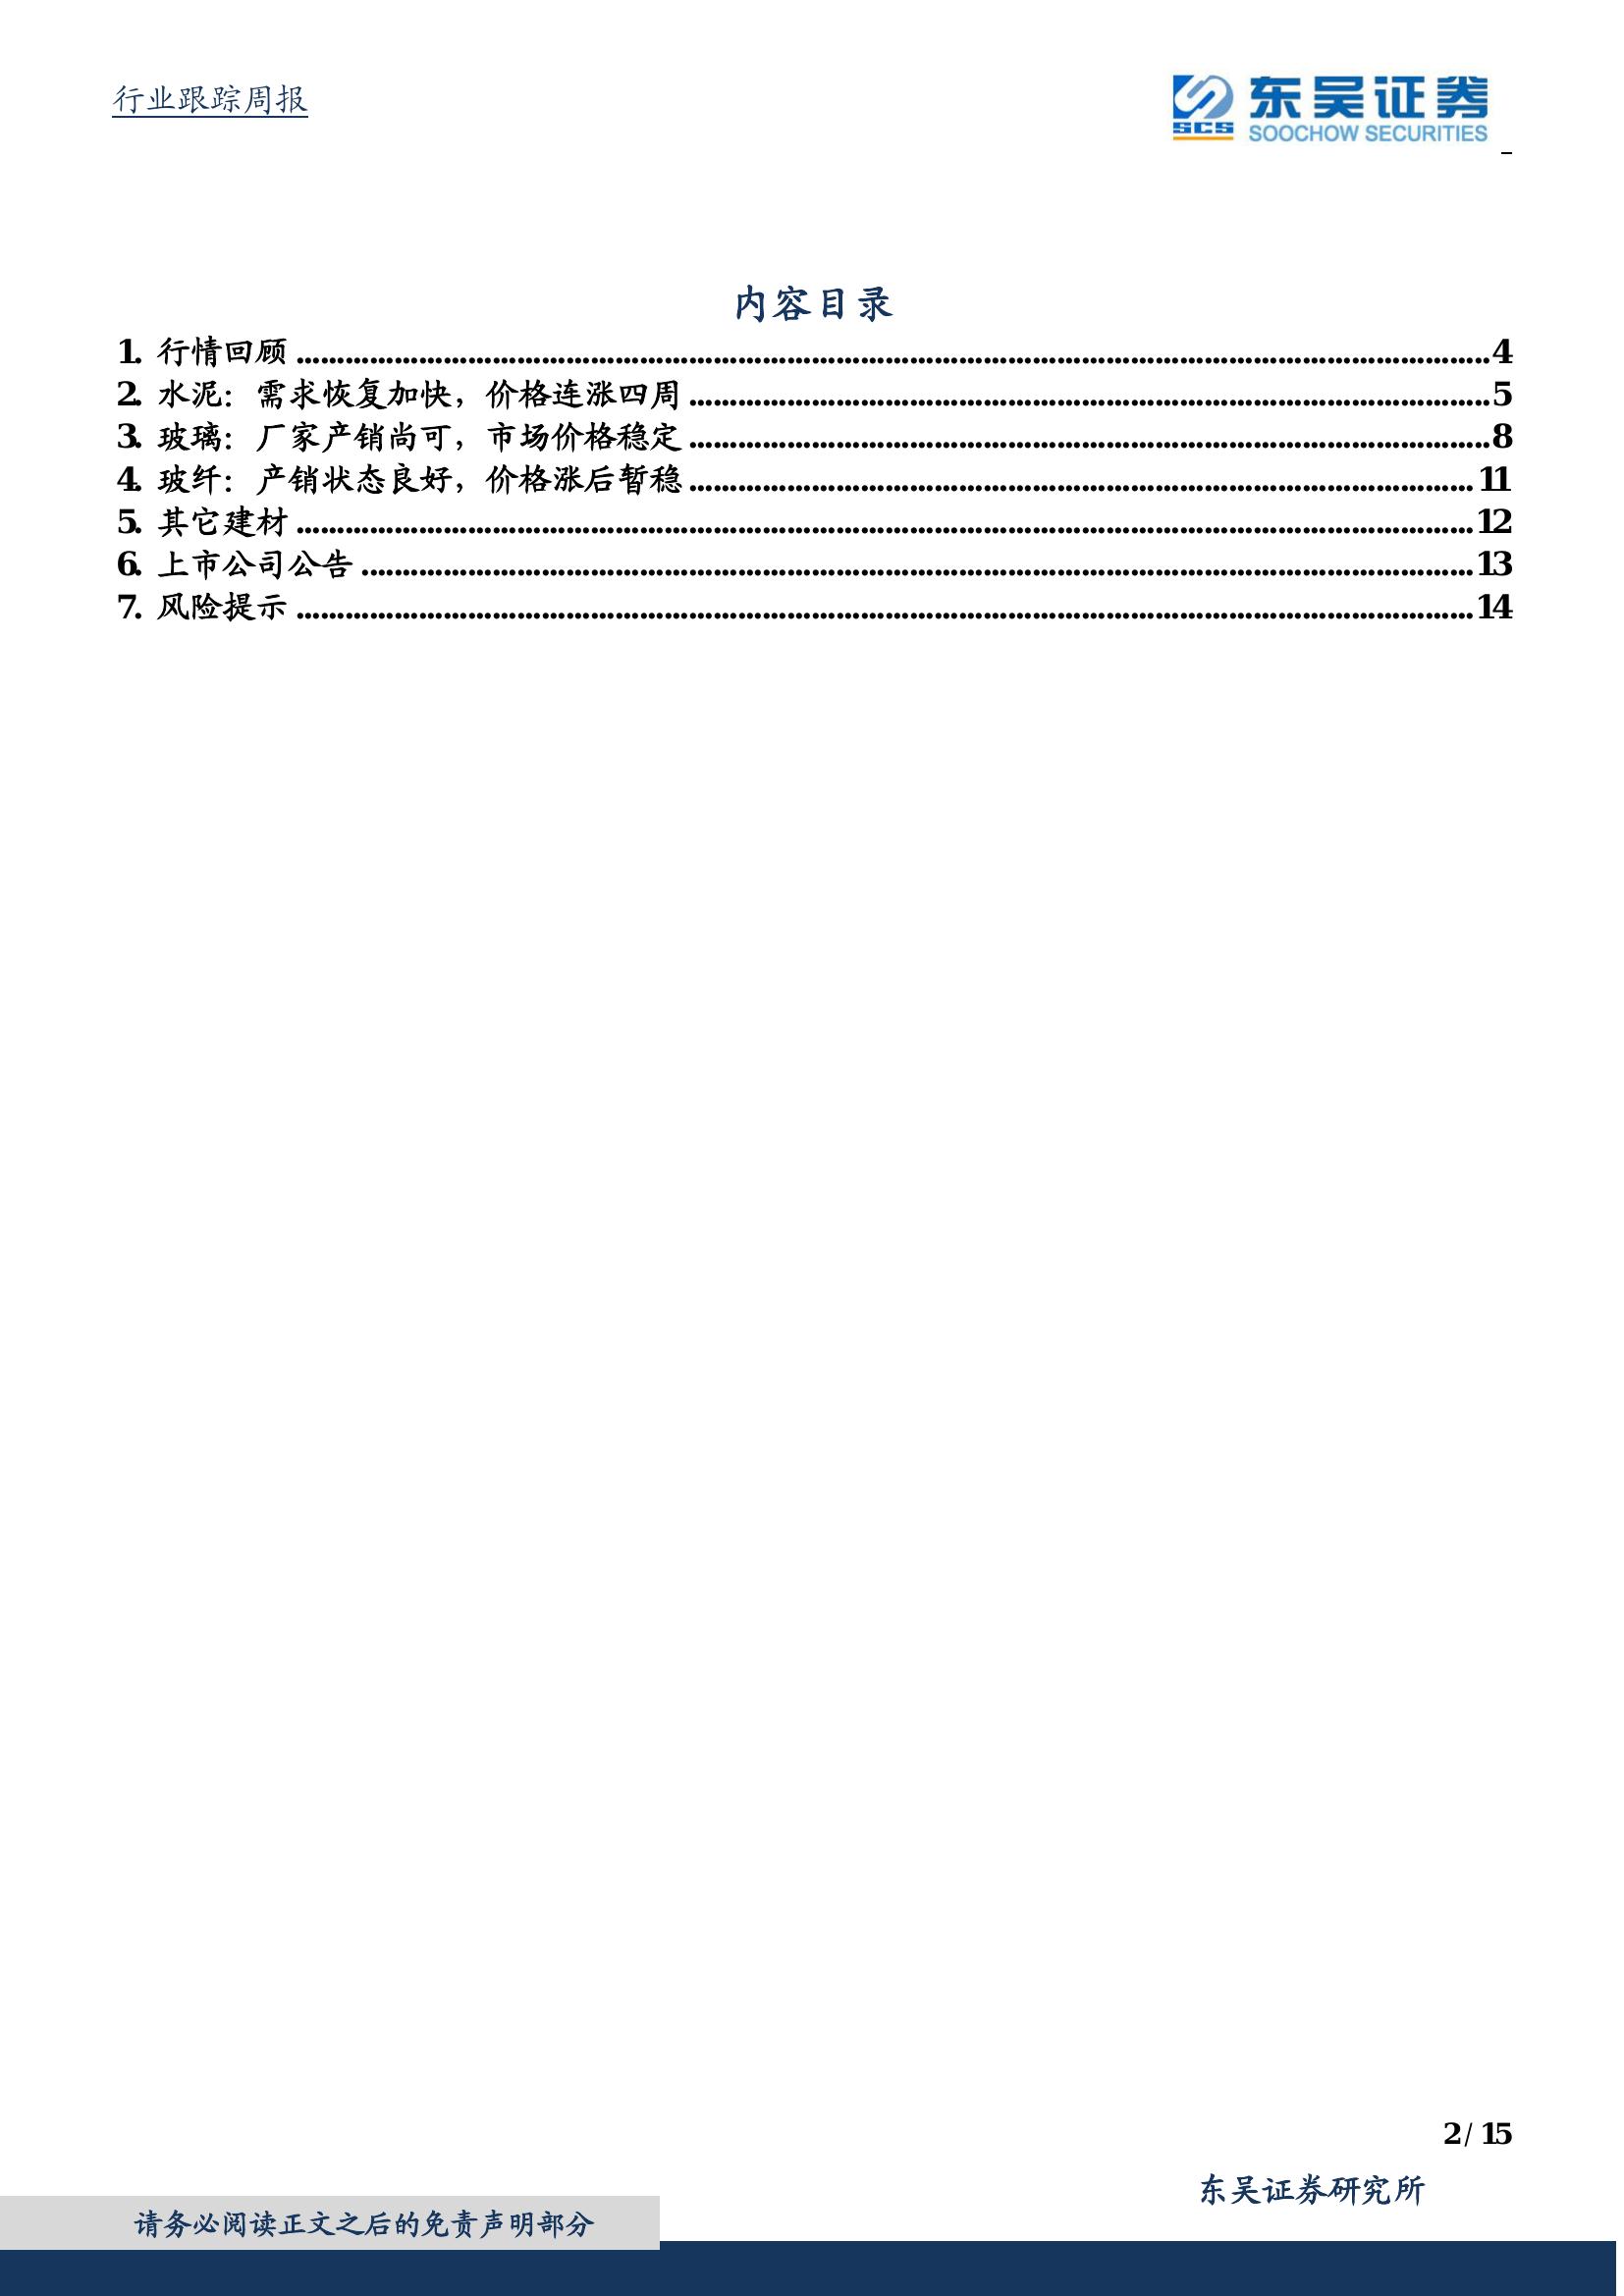 行业跟踪周报
SCS
东吴证券
SOOCHOW SECURITIES
内容目录
1. 行情回顾 ........................................................................ 4
2. 水泥：需求恢复加快，价格连涨四周 ........................................................................ 5
3. 玻璃：厂家产销尚可，市场价格稳定 ........................................................................ 8
4. 玻纤：产销状态良好，价格涨后暂稳 ........................................................................ 11
5. 其它建材 ........................................................................ 12
6. 上市公司公告 ........................................................................ 13
7. 风险提示 ........................................................................ 14
2 / 15
东吴证券研究所
请务必阅读正文之后的免责声明部分